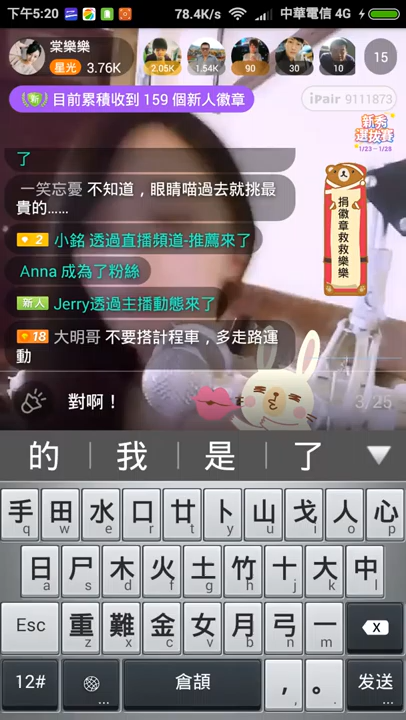 下午5:20 78.4K/s 中華電信 4G
棠樂樂
星光 3.76K 2.05K 1.54K 90 30 10 15
新 目前累積收到 159 個新人徽章 iPair 9111873
新秀選拔賽
1/23－1/28
捐徽章救救樂樂
了
一笑忘憂 不知道，眼睛喵過去就挑最
貴的......
2 小銘 透過直播頻道-推薦來了
Anna 成為了粉絲
新人 Jerry透過主播動態來了
18 大明哥 不要搭計程車，多走路運
動
對啊！ 3/25
的 我 是 了
手 田 水 口 廿 卜 山 戈 人 心
q w e r t y u i o p
日 尸 木 火 土 竹 十 大 中
a s d f g h j k l
Esc 重 難 金 女 月 弓 一 X
z x c v b n m
12# 倉頡 ， 。 发送